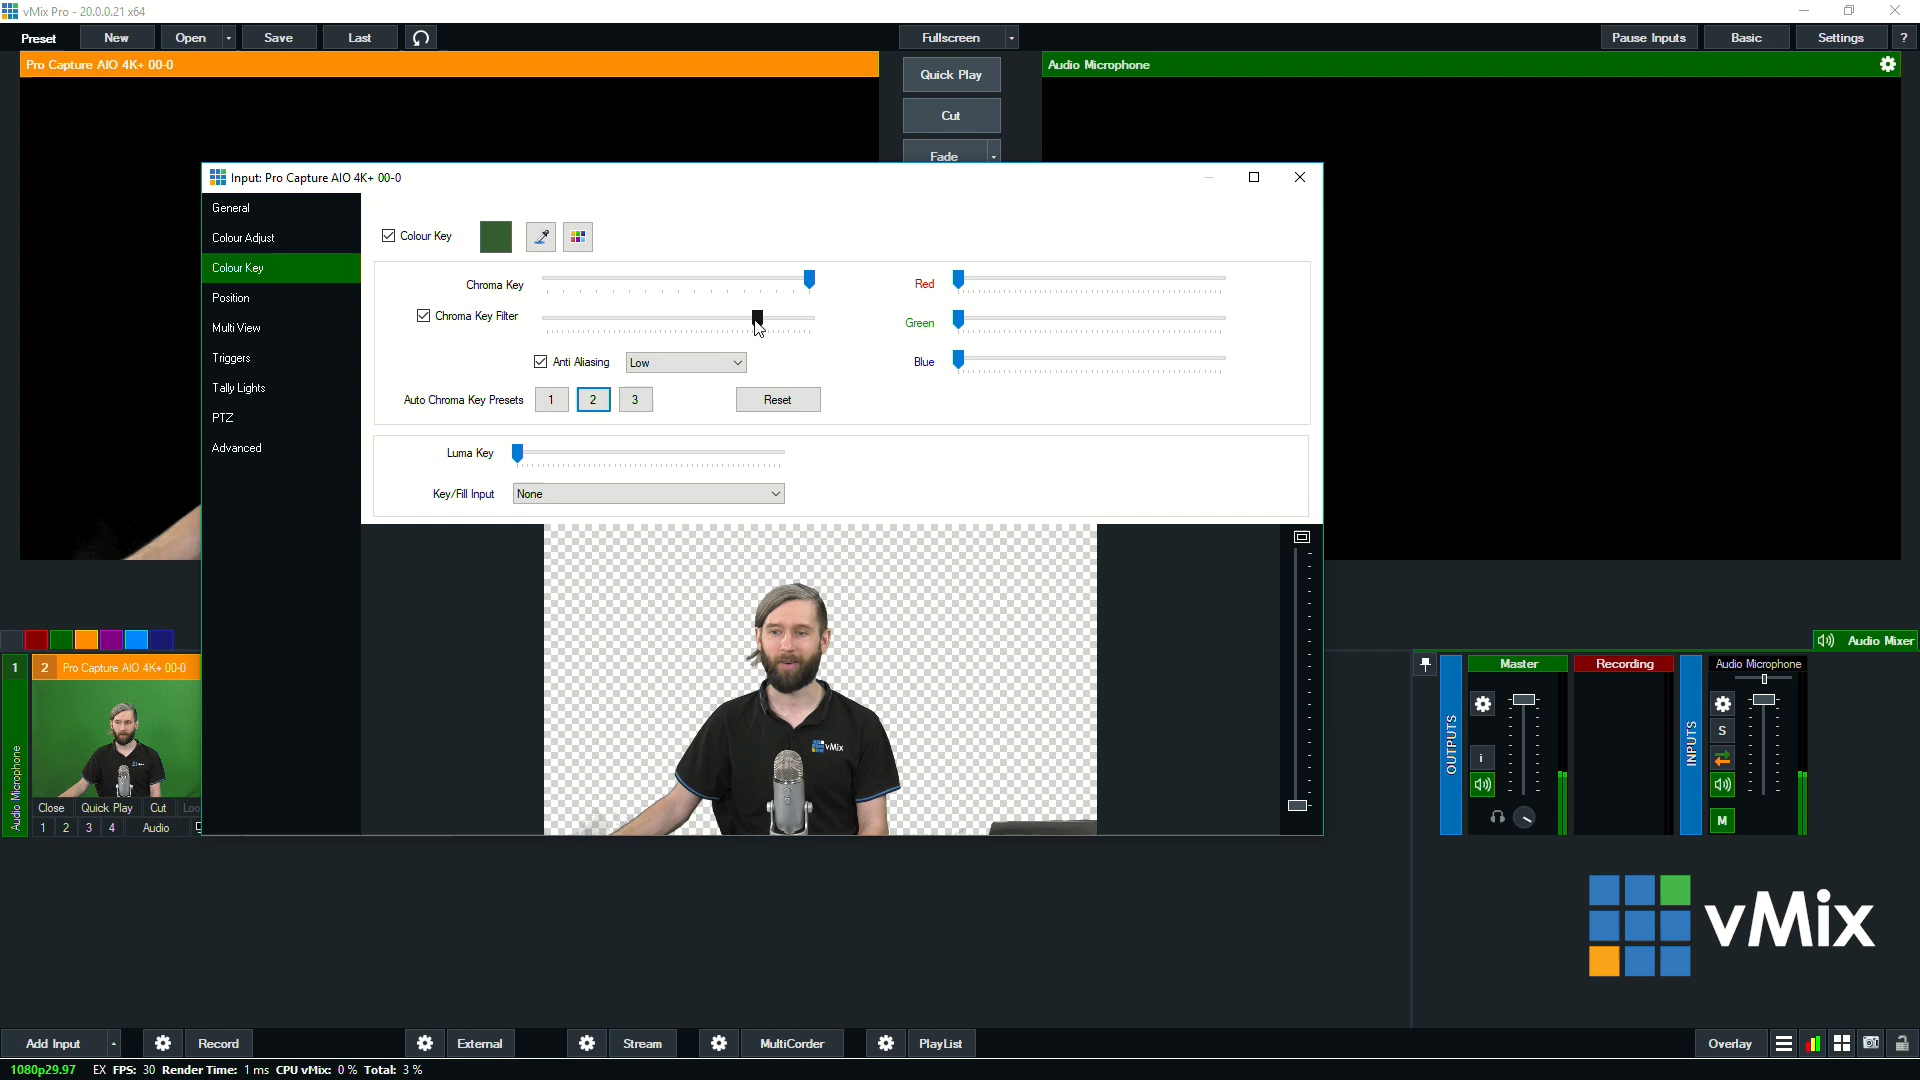 vMix Pro - 20.0.0.21 x64
Preset New Open Save Last Fullscreen Pause Inputs Basic Settings ?
Pro Capture AIO 4K+ 00-0
Quick Play
Cut
Fade
Audio Microphone
Input: Pro Capture AIO 4K+ 00-0
General
Colour Adjust
Colour Key
Position
Multi View
Triggers
Tally Lights
PTZ
Advanced
Colour Key
Chroma Key
Chroma Key Filter
Anti Aliasing Low
Auto Chroma Key Presets 1 2 3 Reset
Red
Green
Blue
Luma Key
Key/Fill Input None
vMix
1 2 Pro Capture AIO 4K+ 00-0
Audio Microphone
Close Quick Play Cut Loo
1 2 3 4 Audio
Audio Mixer
OUTPUTS
Master
i
Recording
INPUTS
Audio Microphone
S
M
vMix
Add Input Record External Stream MultiCorder PlayList Overlay
1080p29.97 EX FPS: 30 Render Time: 1 ms CPU vMix: 0 % Total: 3 %